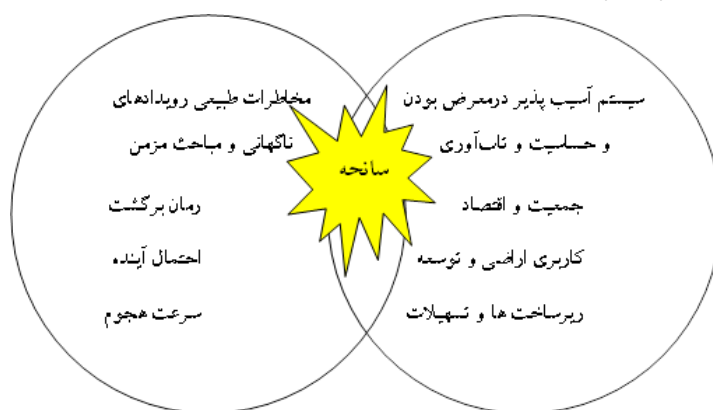 سیستم آسیب پذیر درمعرض بودن
و حساسیت و تاب‌آوری
جمعیت و اقتصاد
کاربری اراضی و توسعه
زیرساخت ها و تسهیلات
سانحه
مخاطرات طبیعی رویدادهای
ناگهانی و مباحث مزمن
زمان برگشت
احتمال آینده
سرعت هجوم